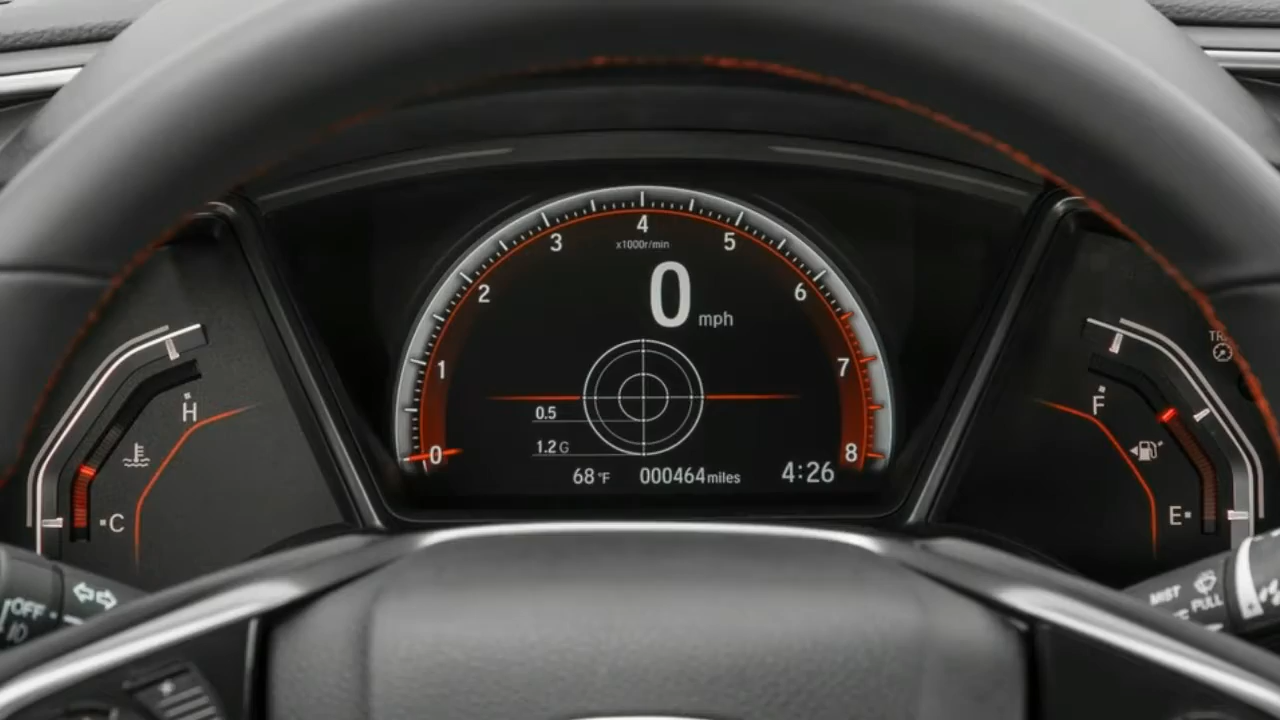 4
3
5
x1000r/min
2
0 mph
6
1
7
0.5
1.2 G
0
8
68°F 000464 miles 4:26
H
C
F
E
TR
OFF
MIST
PULL